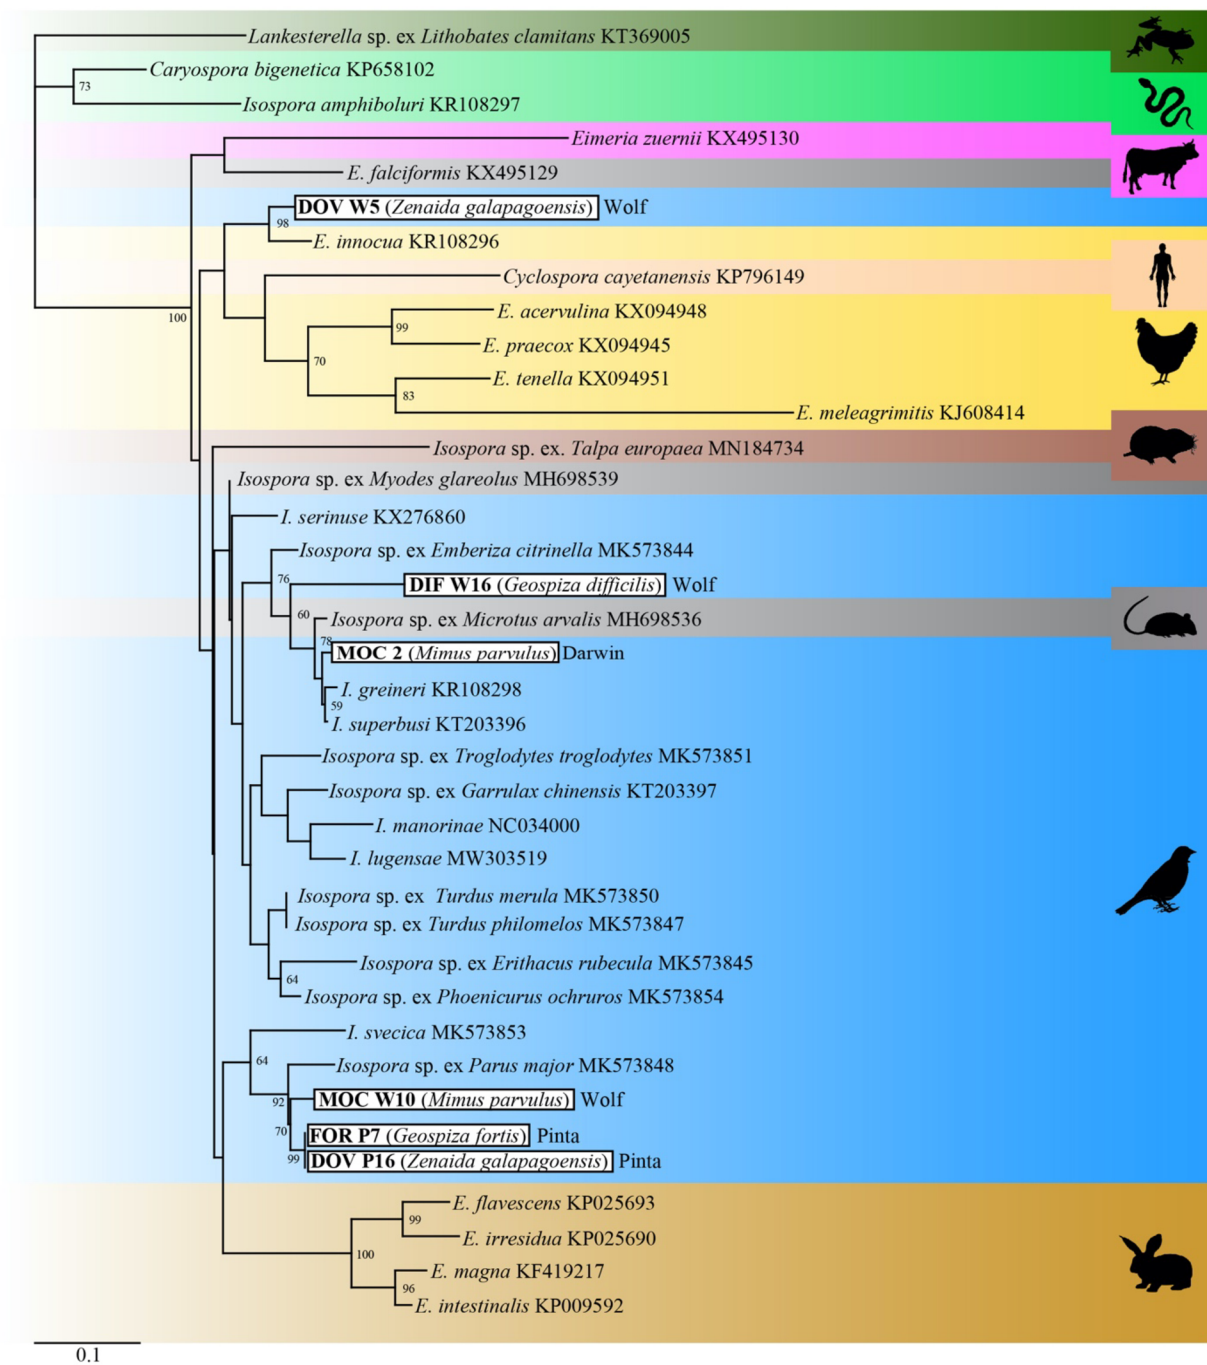 Lankesterella sp. ex Lithobates clamitans KT369005
Caryospora bigenetica KP658102
73
Isospora amphiboluri KR108297
Eimeria zuernii KX495130
E. falciformis KX495129
DOV W5 (Zenaida galapagoensis) Wolf
98
E. innocua KR108296
Cyclospora cayetanensis KP796149
E. acervulina KX094948
100
99
E. praecox KX094945
70
E. tenella KX094951
83
E. meleagrimitis KJ608414
Isospora sp. ex. Talpa europaea MN184734
Isospora sp. ex Myodes glareolus MH698539
I. serinuse KX276860
Isospora sp. ex Emberiza citrinella MK573844
76
DIF W16 (Geospiza difficilis) Wolf
60
Isospora sp. ex Microtus arvalis MH698536
78
MOC 2 (Mimus parvulus) Darwin
I. greineri KR108298
59
I. superbusi KT203396
Isospora sp. ex Troglodytes troglodytes MK573851
Isospora sp. ex Garrulax chinensis KT203397
I. manorinae NC034000
I. lugensae MW303519
Isospora sp. ex Turdus merula MK573850
Isospora sp. ex Turdus philomelos MK573847
Isospora sp. ex Erithacus rubecula MK573845
64
Isospora sp. ex Phoenicurus ochruros MK573854
I. svecica MK573853
64
Isospora sp. ex Parus major MK573848
92
MOC W10 (Mimus parvulus) Wolf
70
FOR P7 (Geospiza fortis) Pinta
99
DOV P16 (Zenaida galapagoensis) Pinta
E. flavescens KP025693
99
E. irresidua KP025690
100
E. magna KF419217
96
E. intestinalis KP009592
0.1